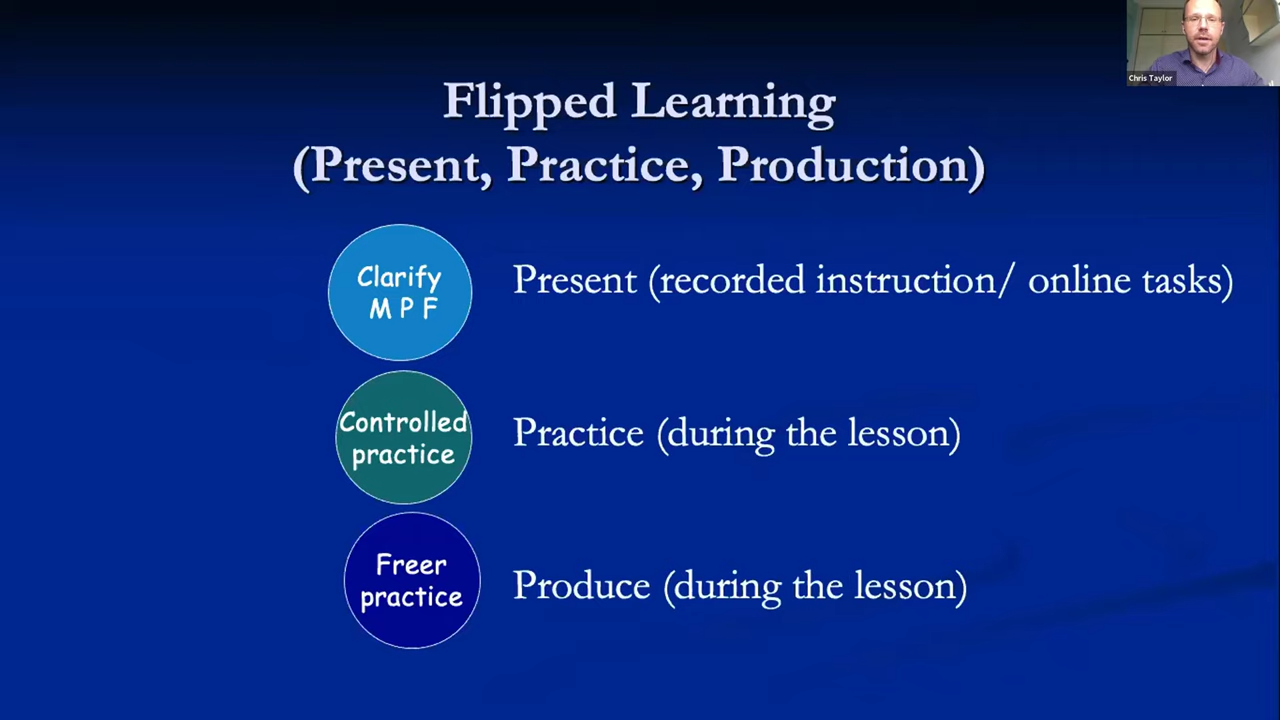 Chris Taylor
Flipped Learning
(Present, Practice, Production)
Clarify
M P F
Present (recorded instruction/ online tasks)
Controlled
practice
Practice (during the lesson)
Freer
practice
Produce (during the lesson)